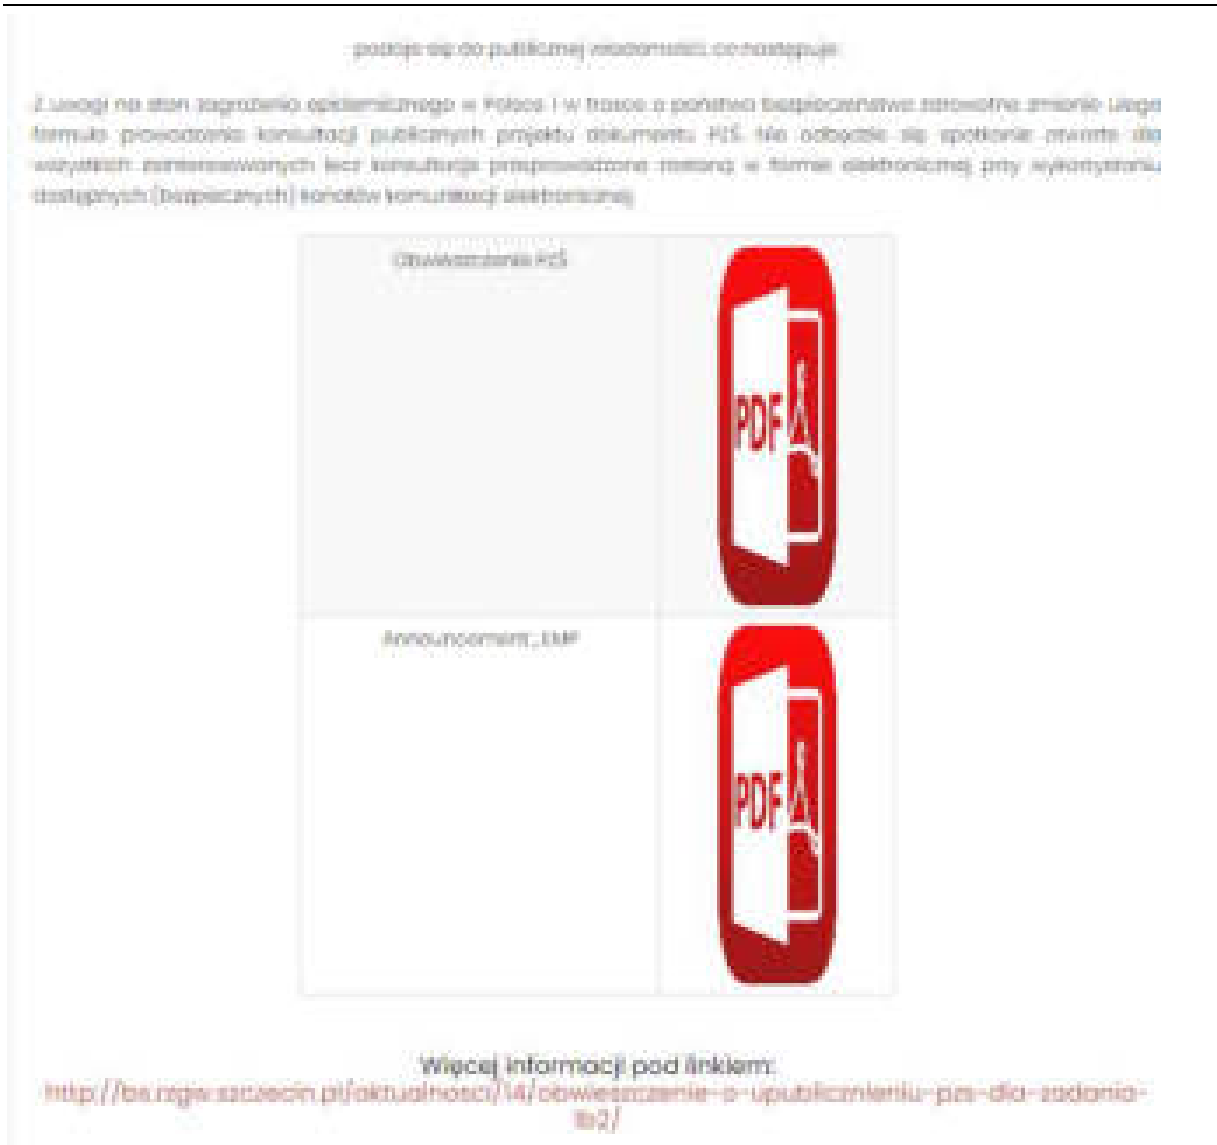 podaje się do publicznej wiadomości, co następuje:
Z uwagi na stan zagrożenia epidemicznego w Polsce i w trosce o państwa bezpieczeństwo zdrowotne zmianie ulega
formuła prowadzenia konsultacji publicznych projektu dokumentu PZŚ. Nie odbędzie się spotkanie otwarte dla
wszystkich zainteresowanych lecz konsultacje przeprowadzone zostaną w formie elektronicznej przy wykorzystaniu
dostępnych (bezpiecznych) kanałów komunikacji elektronicznej.
Obwieszczenie PZŚ
PDF
Announcement_EMP
PDF
Więcej informacji pod linkiem:
http://bs.rzgw.szczecin.pl/aktualnosci/14/obwieszczenie-o-upublicznieniu-pzs-dla-zadania-
1b2/